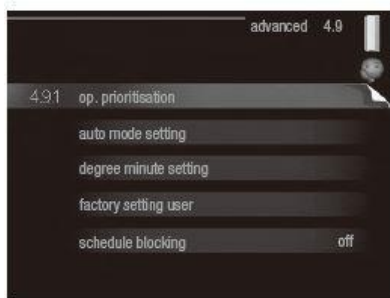 advanced 4.9
4.9.1 op. prioritisation
auto mode setting
degree minute setting
factory setting user
schedule blocking off